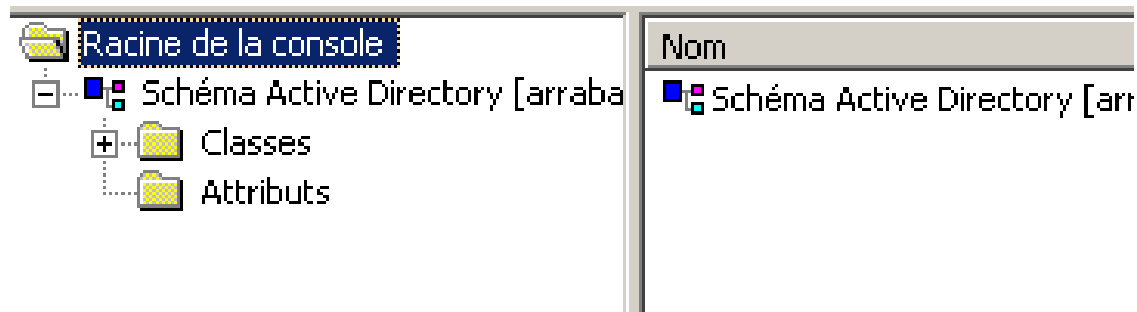 Racine de la console
Schéma Active Directory [arraba
Classes
Attributs
Nom
Schéma Active Directory [arr